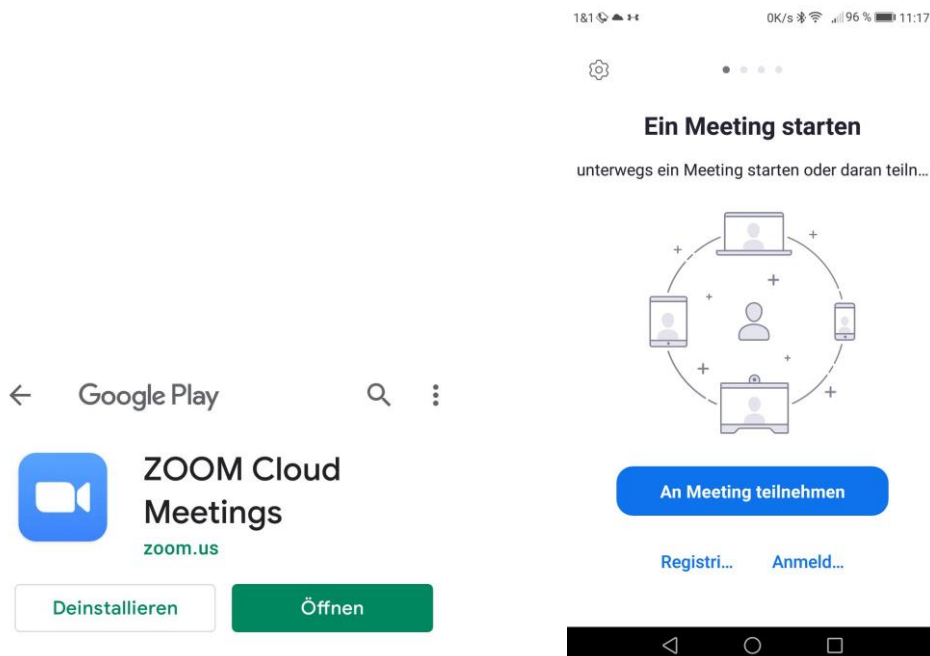 Google Play
ZOOM Cloud
Meetings
zoom.us
Deinstallieren
Öffnen
1&1 0K/s 96 % 11:17
Ein Meeting starten
unterwegs ein Meeting starten oder daran teiln...
An Meeting teilnehmen
Registri... Anmeld...